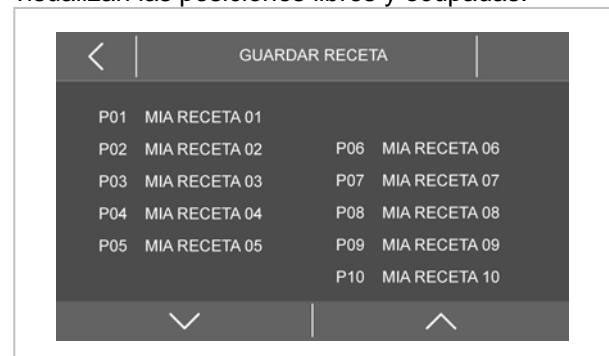 visualizan las posiciones libres y ocupadas.
GUARDAR RECETA
P01 MIA RECETA 01
P02 MIA RECETA 02
P03 MIA RECETA 03
P04 MIA RECETA 04
P05 MIA RECETA 05
P06 MIA RECETA 06
P07 MIA RECETA 07
P08 MIA RECETA 08
P09 MIA RECETA 09
P10 MIA RECETA 10